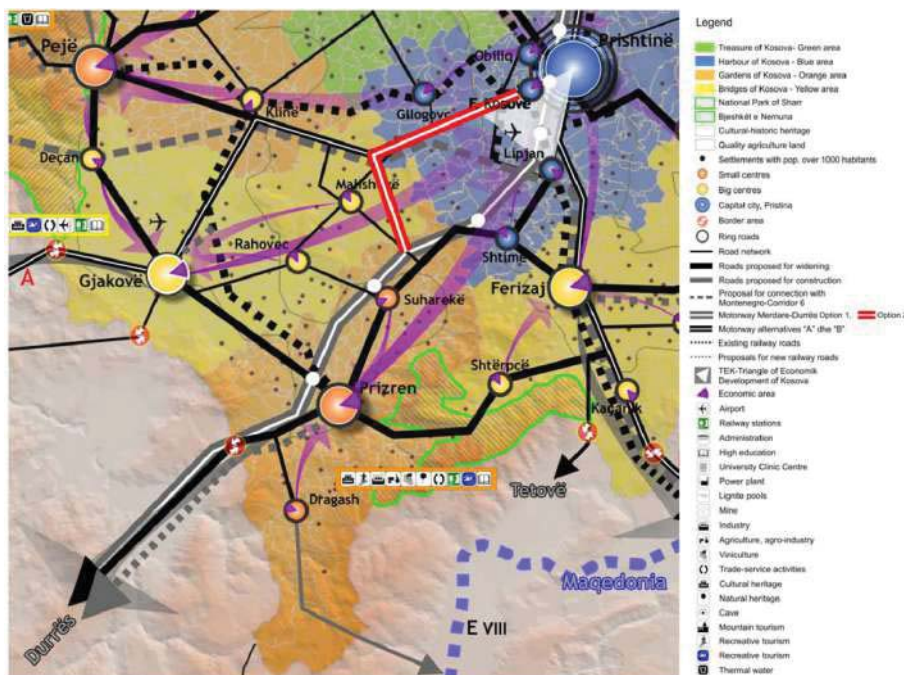 Pejë
Prishtinë
Obiliq
F. Kosovë
Gllogovc
Klinë
Lipjan
Deçan
Malishevë
Rahovec
Shtime
Gjakovë
A
Suharekë
Ferizaj
Shtërpcë
Prizren
Kaçanik
Tetovë
Dragash
Maqedonia
E VIII
Durrës
Legend
Treasure of Kosova- Green area
Harbour of Kosova - Blue area
Gardens of Kosova - Orange area
Bridges of Kosova - Yellow area
National Park of Sharr
Bjeshkët e Nemuna
Cultural-historic heritage
Quality agriculture land
Settlements with pop. over 1000 habitants
Small centres
Big centres
Capital city, Pristina
Border area
Ring roads
Road network
Roads proposed for widening
Roads proposed for construction
Proposal for connection with
Montenegro-Corridor 6
Motorway Merdare-Durrës Option 1. Option
Motorway alternatives "A" dhe "B"
Existing railway roads
Proposals for new railway roads
TEK-Triangle of Economik
Development of Kosova
Economic area
Airport
Railway stations
Administration
High education
University Clinic Centre
Power plant
Lignite pools
Mine
Industry
Agriculture, agro-industry
Viniculture
Trade-service activities
Cultural heritage
Natural heritage
Cave
Mountain tourism
Recreative tourism
Recreative tourism
Thermal water